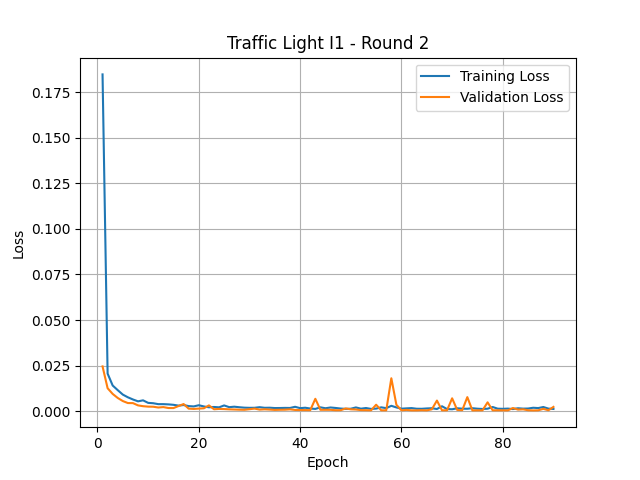 Traffic Light I1 - Round 2
Training Loss
Validation Loss
0.175
0.150
0.125
0.100
0.075
0.050
0.025
0.000
Loss
0 20 40 60 80
Epoch